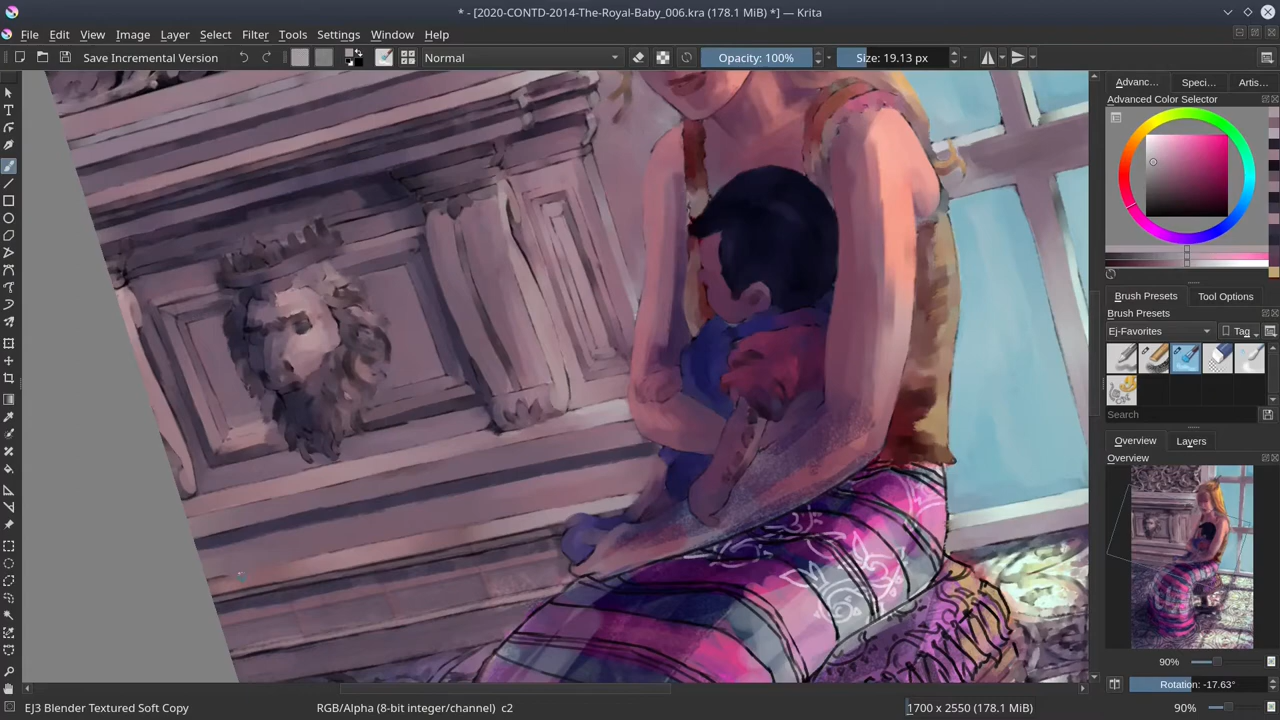 * - [2020-CONTD-2014-The-Royal-Baby_006.kra (178.1 MiB) *] — Krita
File Edit View Image Layer Select Filter Tools Settings Window Help
Save Incremental Version Normal Opacity: 100% Size: 19.13 px
Advanc... Speci... Artis...
Advanced Color Selector
Brush Presets Tool Options
Brush Presets
Ej-Favorites Tag
Search
Overview Layers
Overview
90%
Rotation: -17.63°
EJ3 Blender Textured Soft Copy RGB/Alpha (8-bit integer/channel) c2 1700 x 2550 (178.1 MiB) 90%